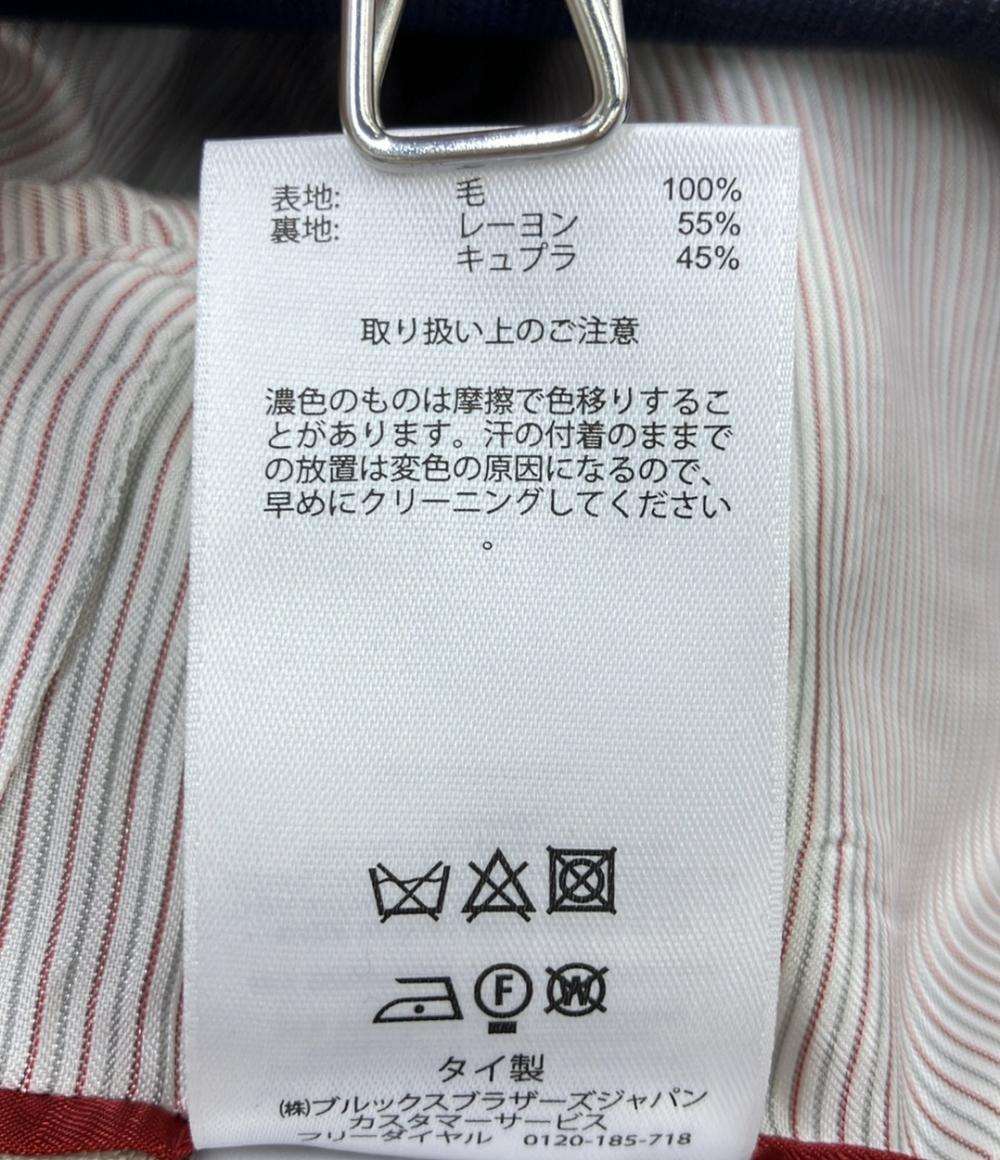 表地: 毛 100%
裏地: レーヨン 55%
キュプラ 45%
取り扱い上のご注意
濃色のものは摩擦で色移りするこ
とがあります。汗の付着のままで
の放置は変色の原因になるので、
早めにクリーニングしてください
。
F W
タイ製
(株)ブルックスブラザーズジャパン
カスタマーサービス
フリーダイヤル 0120-185-718